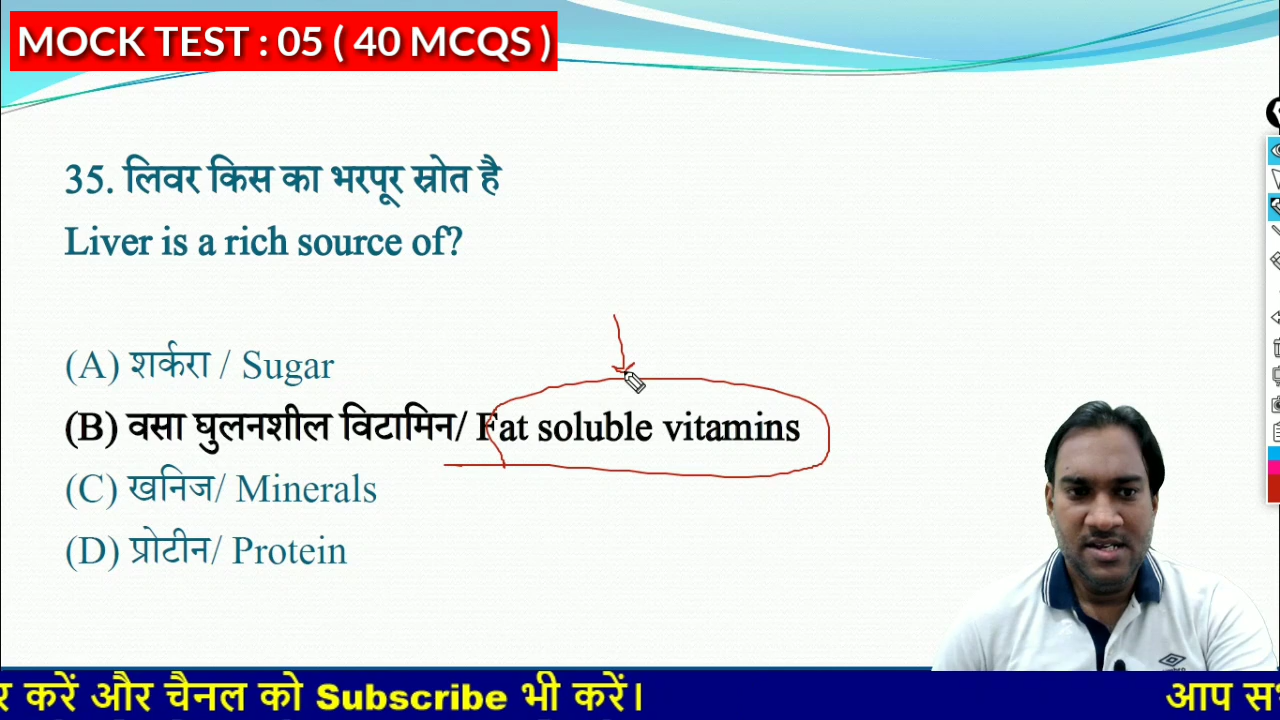 MOCK TEST : 05 ( 40 MCQS )
35. लिवर किस का भरपूर स्रोत है
Liver is a rich source of?
(A) शर्करा / Sugar
(B) वसा घुलनशील विटामिन/ Fat soluble vitamins
(C) खनिज/ Minerals
(D) प्रोटीन/ Protein
करें और चैनल को Subscribe भी करें। आप